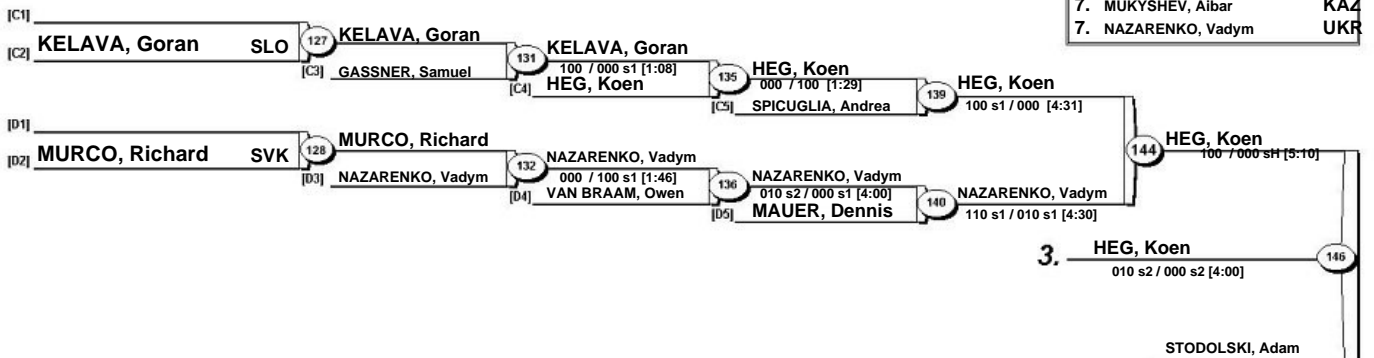 7. MUKYSHEV, Aibar KAZ
7. NAZARENKO, Vadym UKR
[C1]
[C2] KELAVA, Goran SLO
127
KELAVA, Goran
[C3] GASSNER, Samuel
131
KELAVA, Goran
100 / 000 s1 [1:08]
[C4] HEG, Koen
135
HEG, Koen
000 / 100 [1:29]
[C5] SPICUGLIA, Andrea
139
HEG, Koen
100 s1 / 000 [4:31]
[D1]
[D2] MURCO, Richard SVK
128
MURCO, Richard
[D3] NAZARENKO, Vadym
132
NAZARENKO, Vadym
000 / 100 s1 [1:46]
[D4] VAN BRAAM, Owen
136
NAZARENKO, Vadym
010 s2 / 000 s1 [4:00]
[D5] MAUER, Dennis
140
NAZARENKO, Vadym
110 s1 / 010 s1 [4:30]
144
HEG, Koen
100 / 000 sH [5:10]
3. HEG, Koen
010 s2 / 000 s2 [4:00]
146
STODOLSKI, Adam